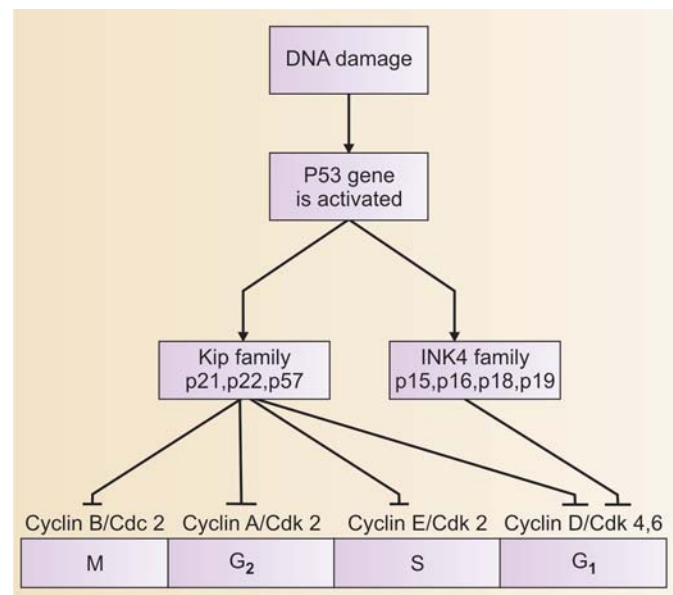 DNA damage
P53 gene
is activated
Kip family
p21,p22,p57
INK4 family
p15,p16,p18,p19
Cyclin B/Cdc 2 Cyclin A/Cdk 2 Cyclin E/Cdk 2 Cyclin D/Cdk 4,6
M G₂ S G₁